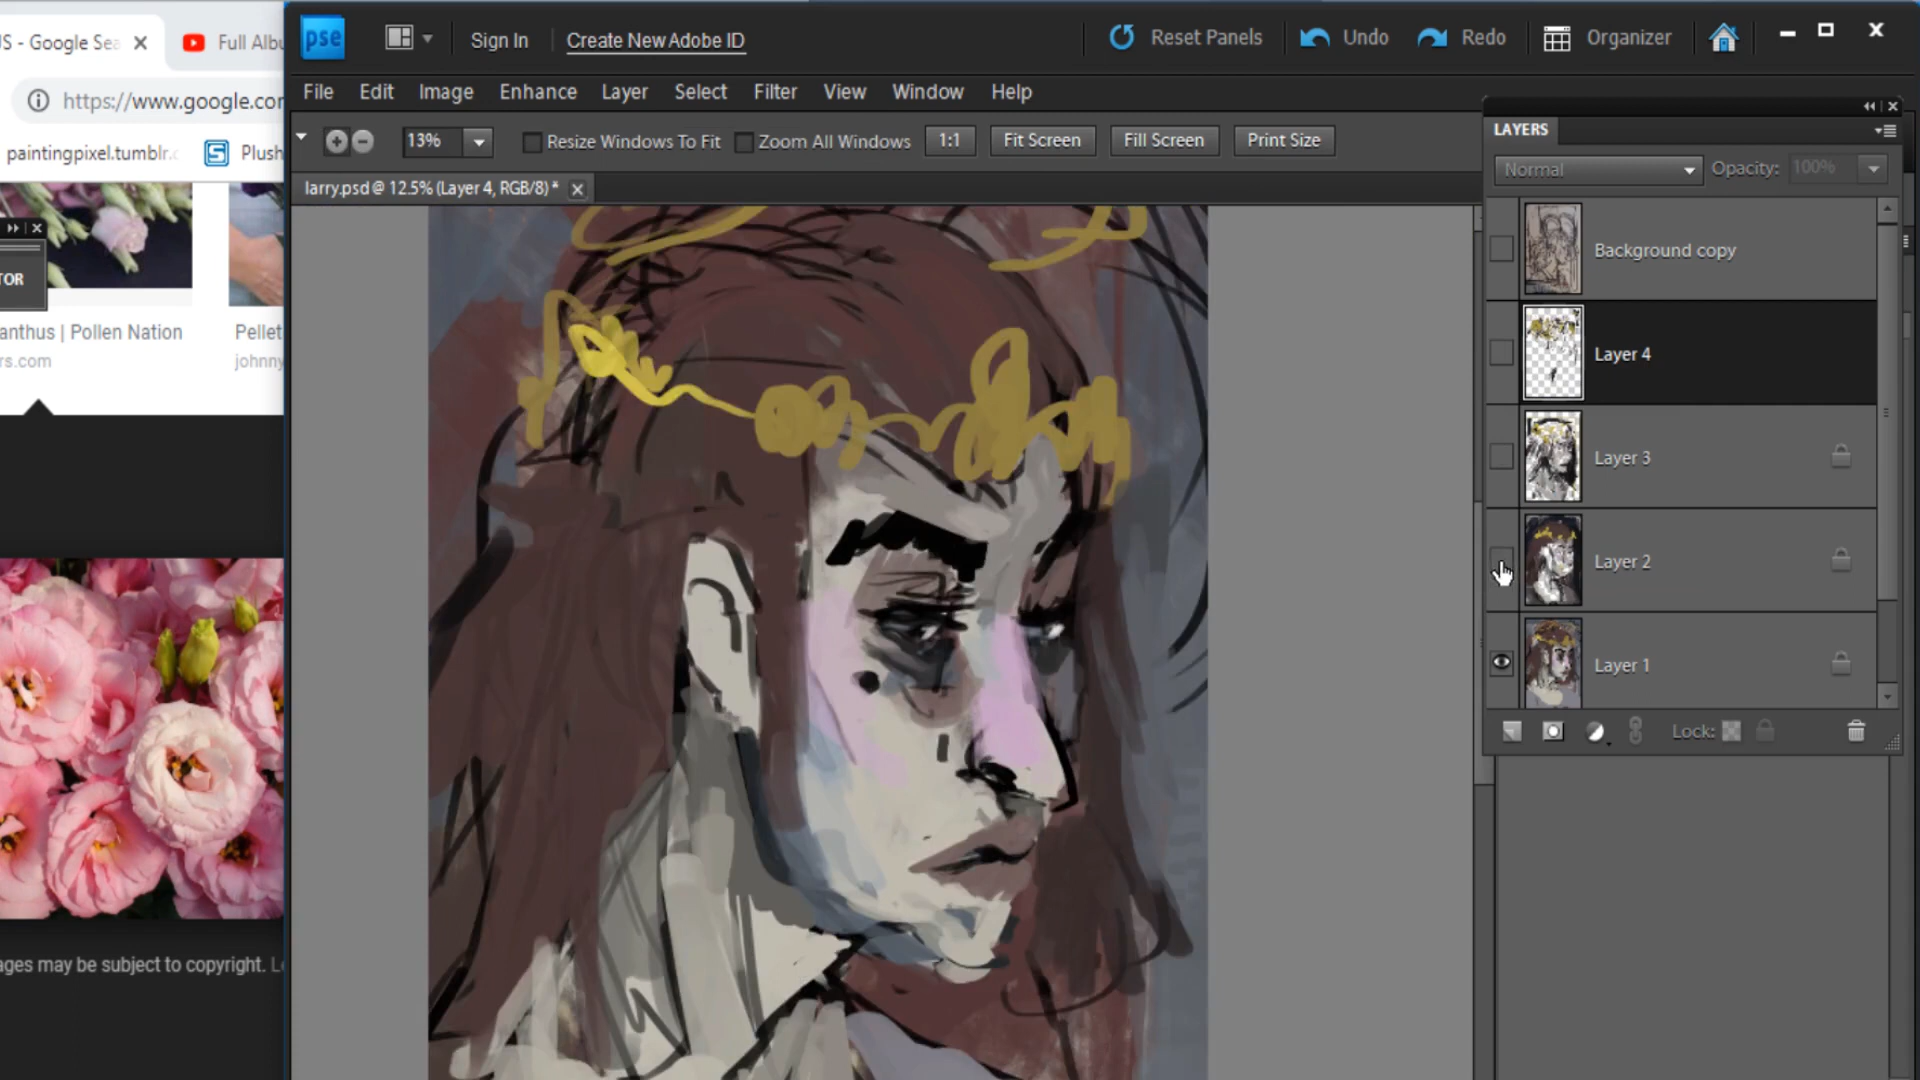 pse
Sign In
Create New Adobe ID
Reset Panels
Undo
Redo
Organizer
JS - Google Sea
Full Albu
https://www.google.com
File Edit Image Enhance Layer Select Filter View Window Help
13%
Resize Windows To Fit
Zoom All Windows
1:1
Fit Screen
Fill Screen
Print Size
paintingpixel.tumblr.c
Plush
larry.psd @ 12.5% (Layer 4, RGB/8) *
LAYERS
Normal
Opacity: 100%
Background copy
Layer 4
Layer 3
Layer 2
Layer 1
Lock:
TOR
anthus | Pollen Nation
rs.com
Pellet
johnny
ages may be subject to copyright. Le